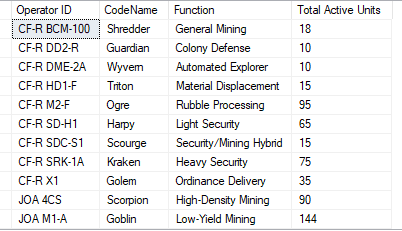 Operator ID CodeName Function Total Active Units
CF-R BCM-100 Shredder General Mining 18
CF-R DD2-R Guardian Colony Defense 10
CF-R DME-2A Wyvern Automated Explorer 10
CF-R HD1-F Triton Material Displacement 15
CF-R M2-F Ogre Rubble Processing 95
CF-R SD-H1 Harpy Light Security 65
CF-R SDC-S1 Scourge Security/Mining Hybrid 15
CF-R SRK-1A Kraken Heavy Security 75
CF-R X1 Golem Ordinance Delivery 35
JOA 4CS Scorpion High-Density Mining 90
JOA M1-A Goblin Low-Yield Mining 144